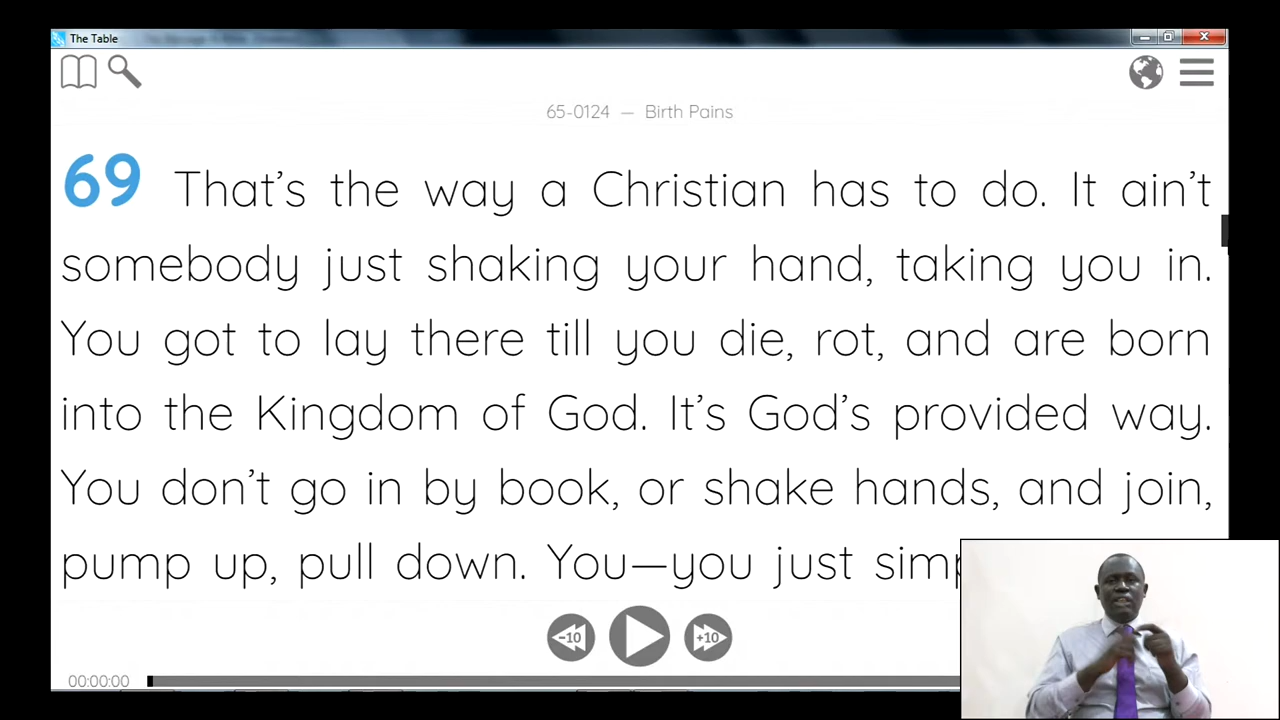 The Table
65-0124 — Birth Pains
69 That's the way a Christian has to do. It ain't
somebody just shaking your hand, taking you in.
You got to lay there till you die, rot, and are born
into the Kingdom of God. It's God's provided way.
You don't go in by book, or shake hands, and join,
pump up, pull down. You—you just
-10 +10
00:00:00